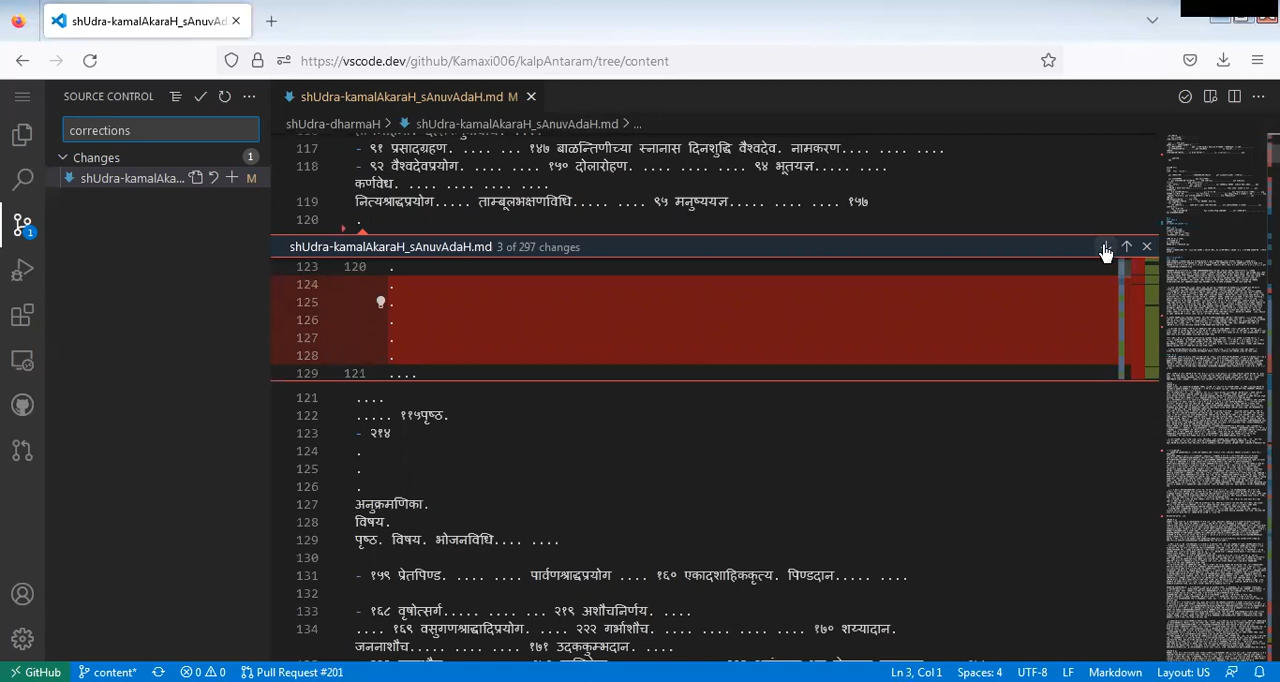 shUdra-kamalAkaraH_sAnuvAd
https://vscode.dev/github/Kamaxi006/kalpAntaram/tree/content
SOURCE CONTROL
shUdra-kamalAkaraH_sAnuvAdaH.md M
corrections
shUdra-dharmaH > shUdra-kamalAkaraH_sAnuvAdaH.md > ...
Changes 1
shUdra-kamalAka... M
117 - ९१ प्रसादग्रहण. .... ... १४७ बाळन्तिणीच्या स्नानास दिनशुद्धि वैश्वदेव. नामकरण.... .... .... ....
118 - ९२ वैश्वदेवप्रयोग. .... ... १५० दोलारोहण. .... ... ९४ भूतयज्ञ..... ....
कर्णवेध. .... .... .... ....
119 नित्यश्राद्धप्रयोग..... ताम्बूलभक्षणविधि..... .... ९५ मनुष्ययज्ञ..... .... .... १५७
120 .
shUdra-kamalAkaraH_sAnuvAdaH.md 3 of 297 changes
123 120 .
124 .
125 .
126 .
127 .
128 .
129 121 ....
121 ....
122 ..... ११५पृष्ठ.
123 - २१४
124 .
125 .
126 .
127 अनुक्रमणिका.
128 विषय.
129 पृष्ठ. विषय. भोजनविधि.... ....
130
131 - १५९ प्रेतपिण्ड. .... .... पार्वणश्राद्धप्रयोग .... १६० एकादशाहिककृत्य. पिण्डदान..... ....
132
133 - १६८ वृषोत्सर्ग..... .... २१९ अशौचनिर्णय. ....
134 .... १६९ वसुगणश्राद्धादिप्रयोग. .... २२२ गर्भाशौच. .... .... .... .... १७० शय्यादान.
जननाशौच. .... १७१ उदककुम्भदान. ....
GitHub content* 0 0 Pull Request #201 Ln 3, Col 1 Spaces: 4 UTF-8 LF Markdown Layout: US